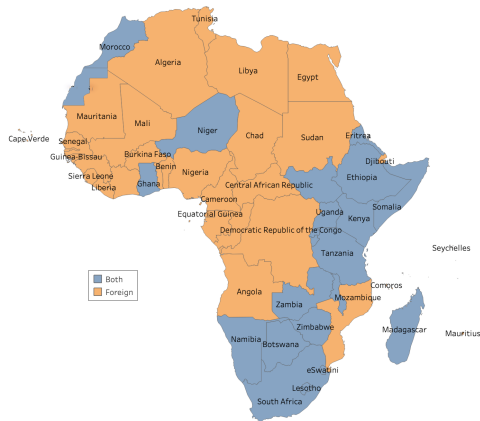 Tunisia
Morocco
Algeria
Libya
Egypt
Mauritania
Mali
Niger
Chad
Sudan
Eritrea
Cape Verde
Senegal
Guinea-Bissau
Burkina Faso
Djibouti
Benin
Nigeria
Ethiopia
Sierra Leone
Liberia
Ghana
Central African Republic
Cameroon
Equatorial Guinea
Uganda
Somalia
Kenya
Democratic Republic of the Congo
Seychelles
Tanzania
Both
Foreign
Comoros
Angola
Mozambique
Zambia
Zimbabwe
Madagascar
Mauritius
Namibia
Botswana
eSwatini
Lesotho
South Africa